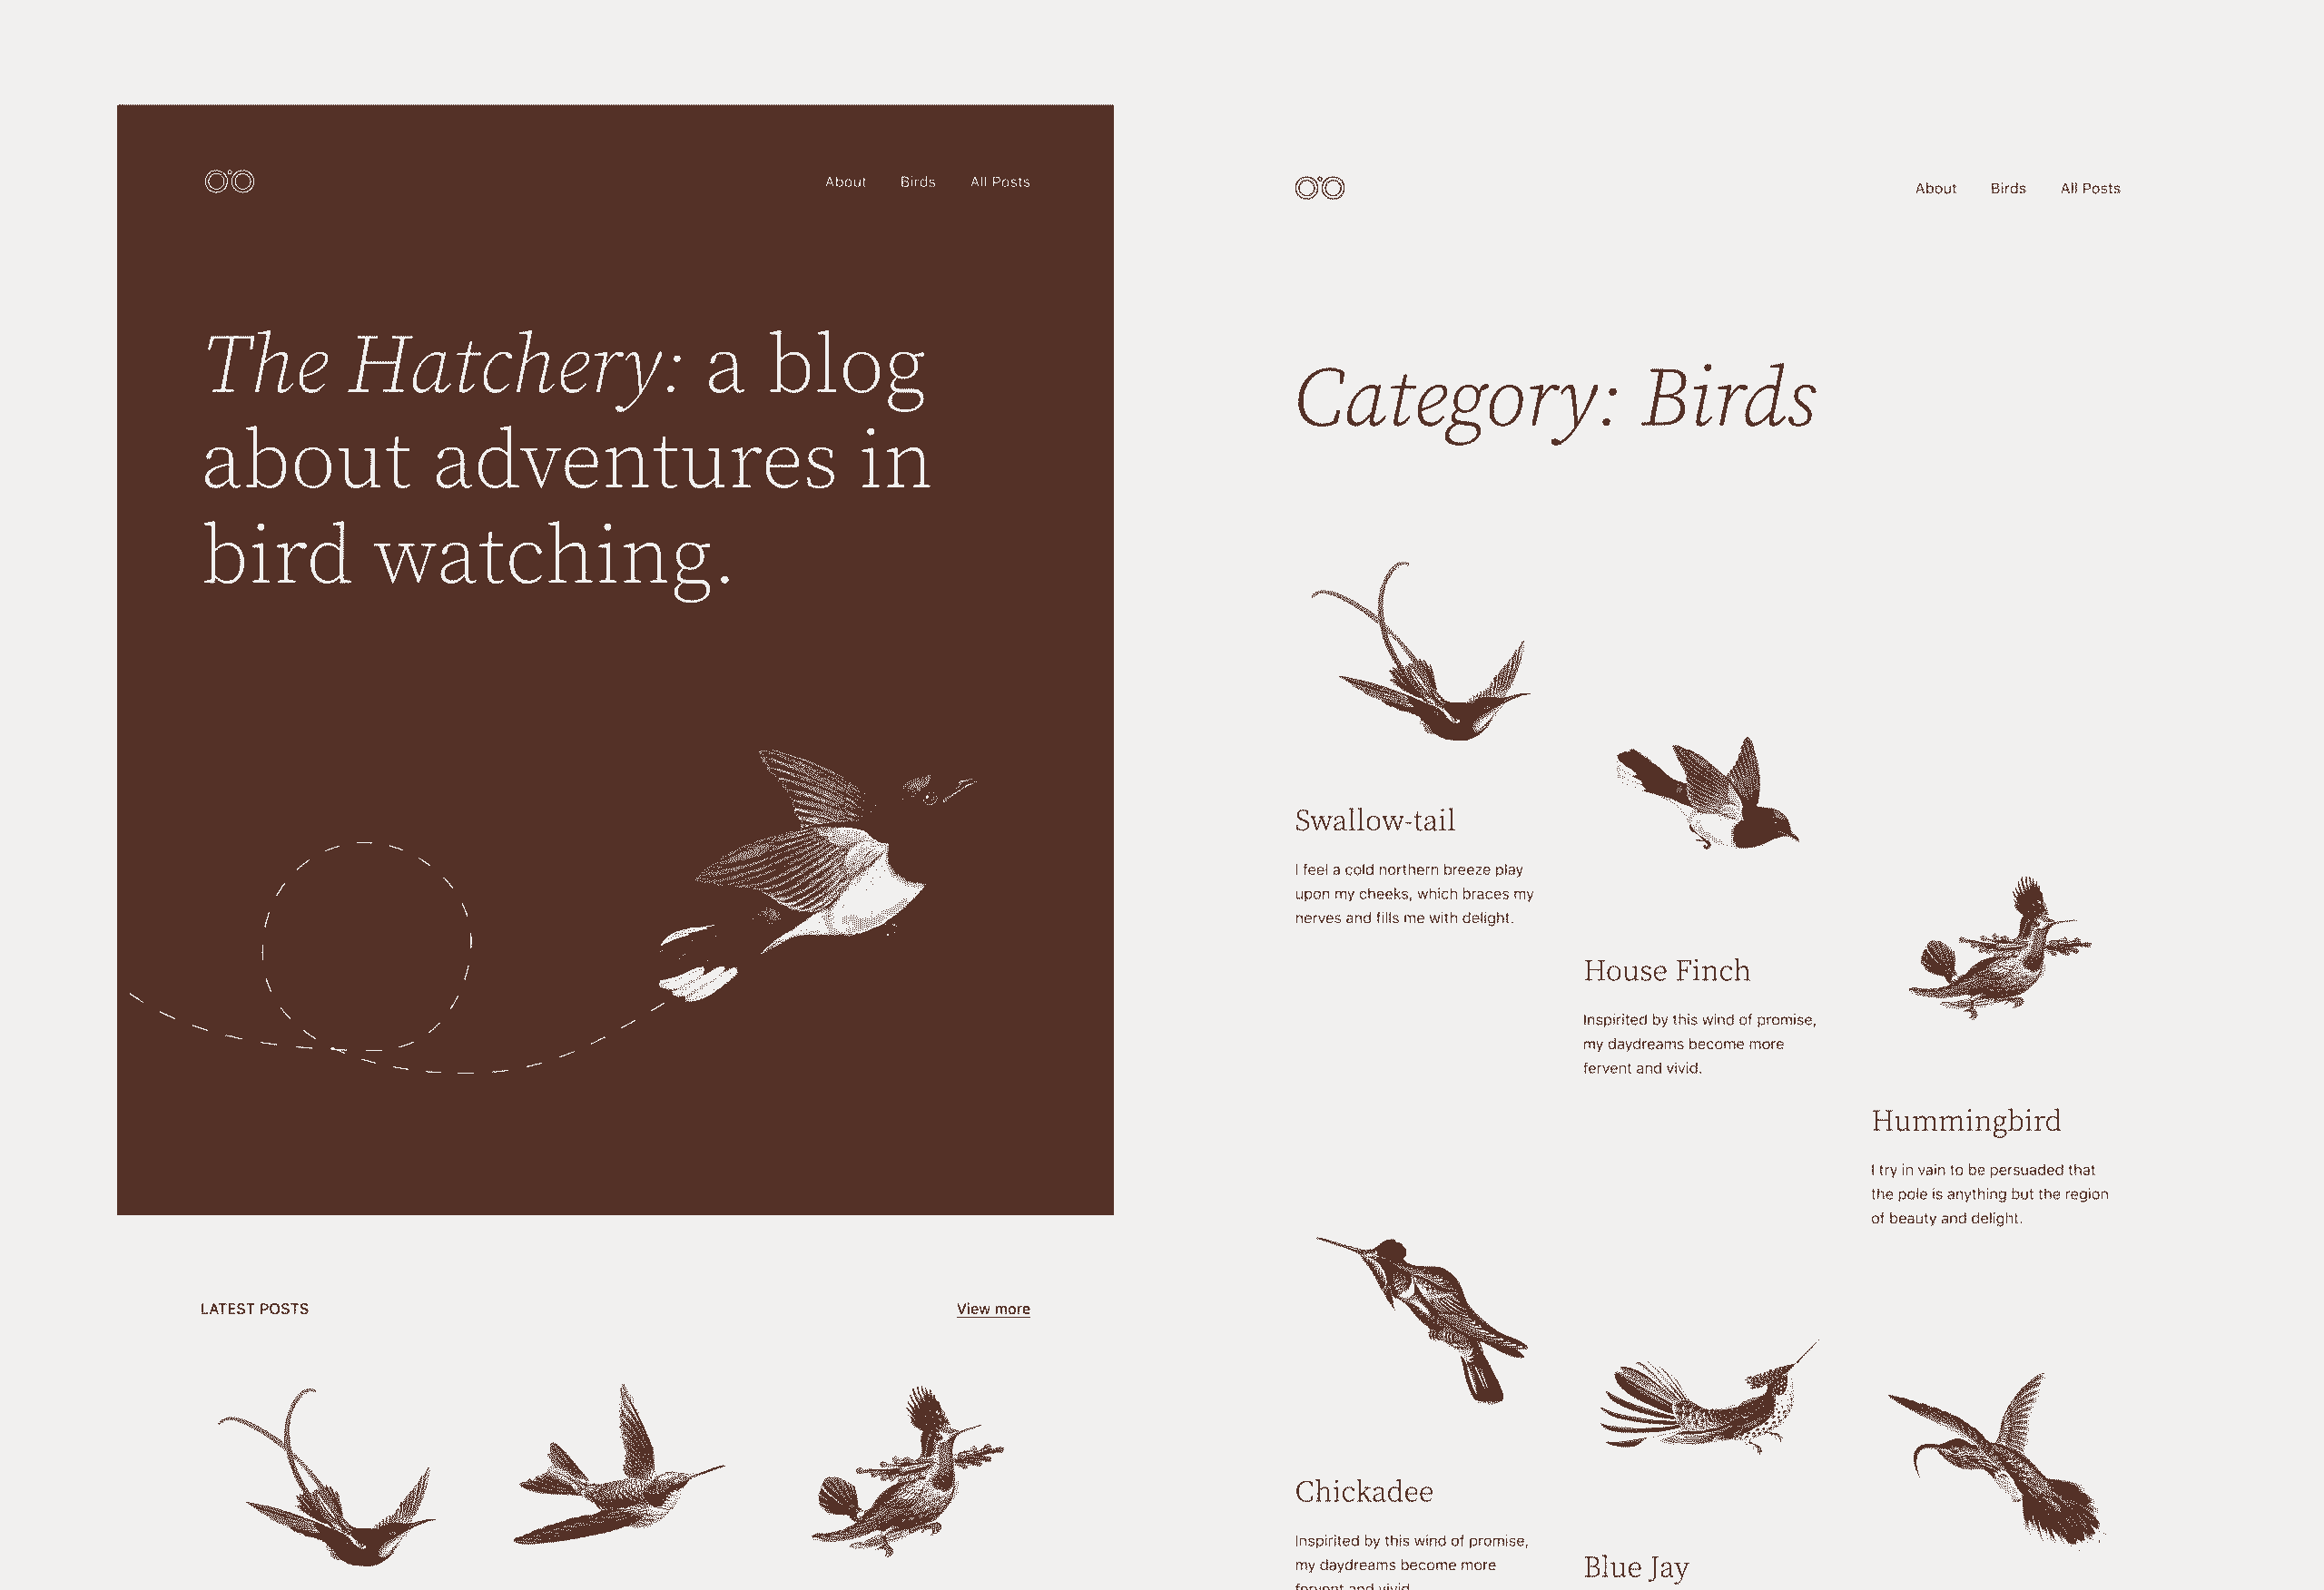 About Birds All Posts
The Hatchery: a blog
about adventures in
bird watching.
LATEST POSTS View more
About Birds All Posts
Category: Birds
Swallow-tail
I feel a cold northern breeze play
upon my cheeks, which braces my
nerves and fills me with delight.
House Finch
Inspirited by this wind of promise,
my daydreams become more
fervent and vivid.
Hummingbird
I try in vain to be persuaded that
the pole is anything but the region
of beauty and delight.
Chickadee
Inspirited by this wind of promise,
my daydreams become more
fervent and vivid
Blue Jay